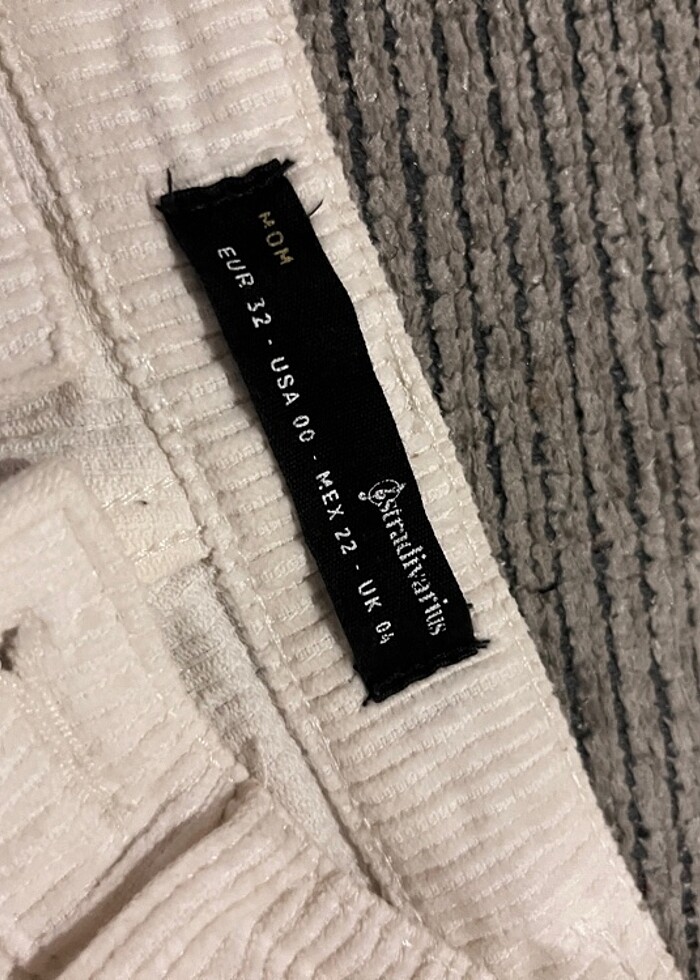 MOM
Stradivarius
EUR 32 - USA 00 - MEX 22 - UK 04